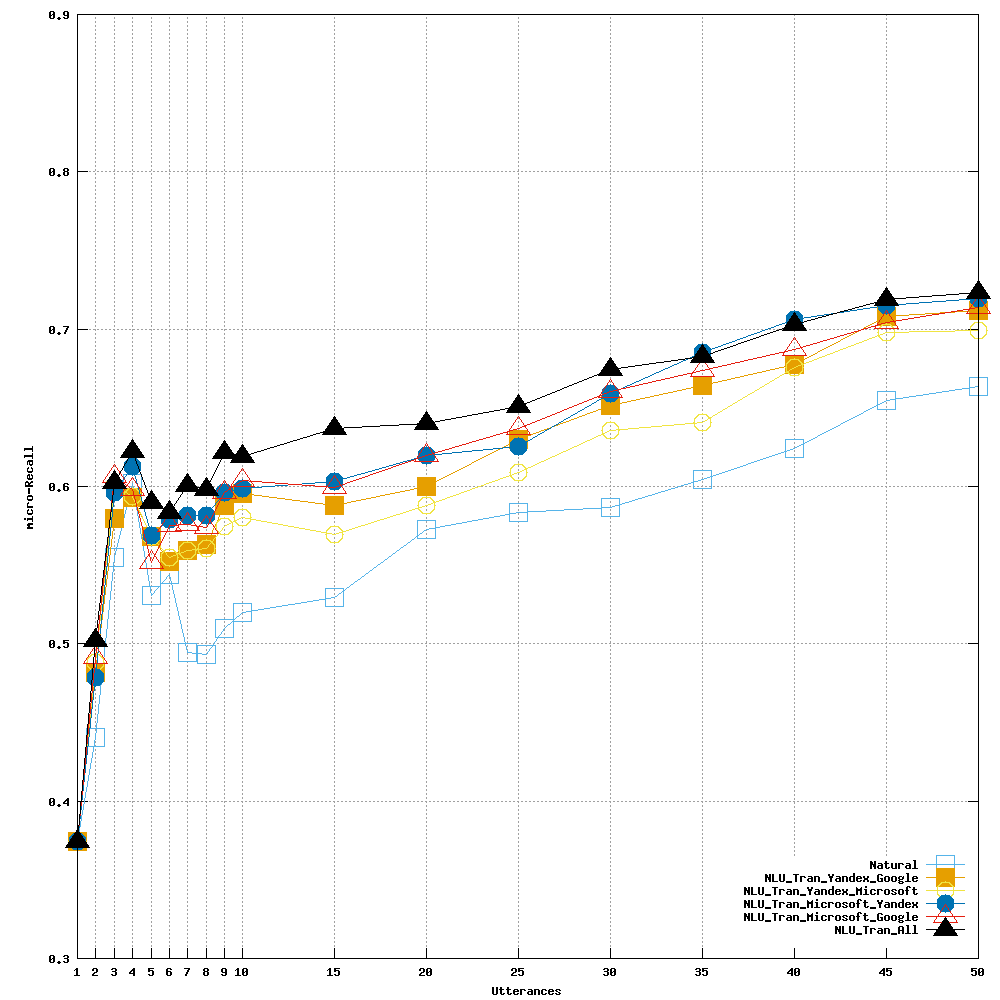 0.9
0.8
0.7
0.6
0.5
0.4
0.3
micro-Recall
Natural
NLU_Tran_Yandex_Google
NLU_Tran_Yandex_Microsoft
NLU_Tran_Microsoft_Yandex
NLU_Tran_Microsoft_Google
NLU_Tran_All
1 2 3 4 5 6 7 8 9 10 15 20 25 30 35 40 45 50
Utterances